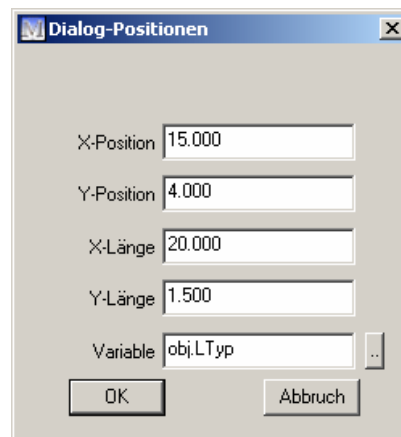 Dialog-Positionen
X-Position 15.000
Y-Position 4.000
X-Länge 20.000
Y-Länge 1.500
Variable obj.LTyp ..
OK Abbruch